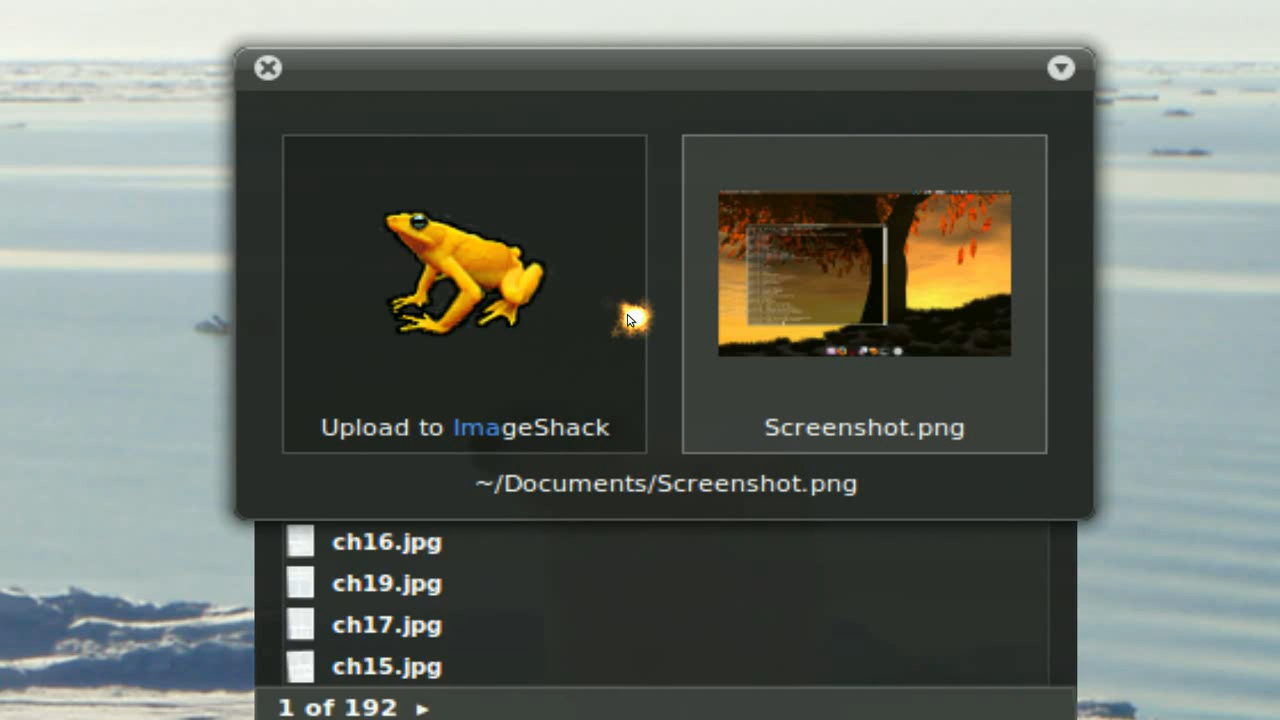 Upload to ImageShack
Screenshot.png
~/Documents/Screenshot.png
ch16.jpg
ch19.jpg
ch17.jpg
ch15.jpg
1 of 192